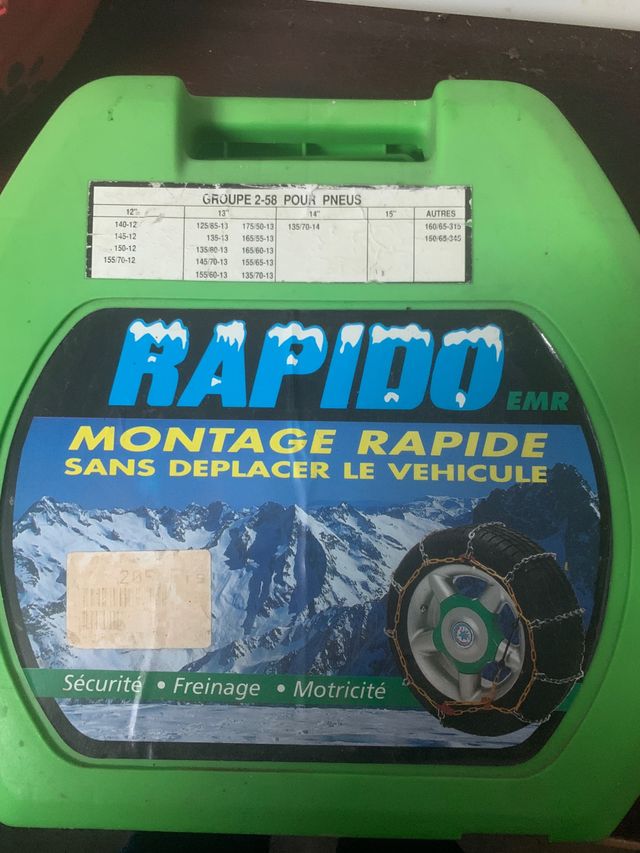 GROUPE 2-58 POUR PNEUS
12" 13" 14" 15" AUTRES
140-12 125/85-13 175/50-13 135/70-14 160/65-315
145-12 135-13 165/55-13 150/65-345
150-12 135/80-13 165/60-13
155/70-12 145/70-13 155/65-13
155/60-13 135/70-13
RAPIDO
EMR
MONTAGE RAPIDE
SANS DEPLACER LE VEHICULE
Sécurité • Freinage • Motricité